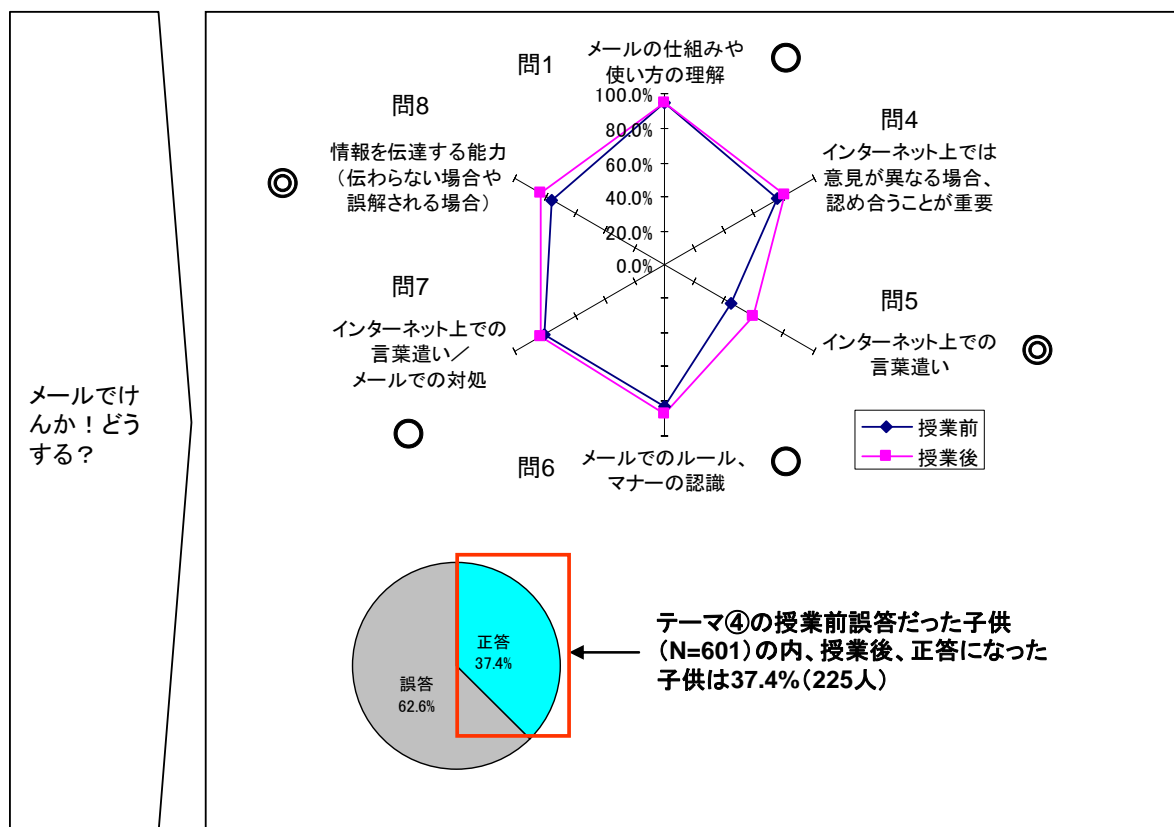 メールでけ
んか！どう
する？
問1
メールの仕組みや
使い方の理解
○
100.0%
80.0%
60.0%
40.0%
20.0%
0.0%
問4
インターネット上では
意見が異なる場合、
認め合うことが重要
問5
インターネット上での
言葉遣い
◎
問6
メールでのルール、
マナーの認識
○
問7
インターネット上での
言葉遣い／
メールでの対処
○
問8
情報を伝達する能力
（伝わらない場合や
誤解される場合）
◎
授業前
授業後
正答
37.4%
誤答
62.6%
テーマ④の授業前誤答だった子供
（N=601）の内、授業後、正答になった
子供は37.4%（225人）